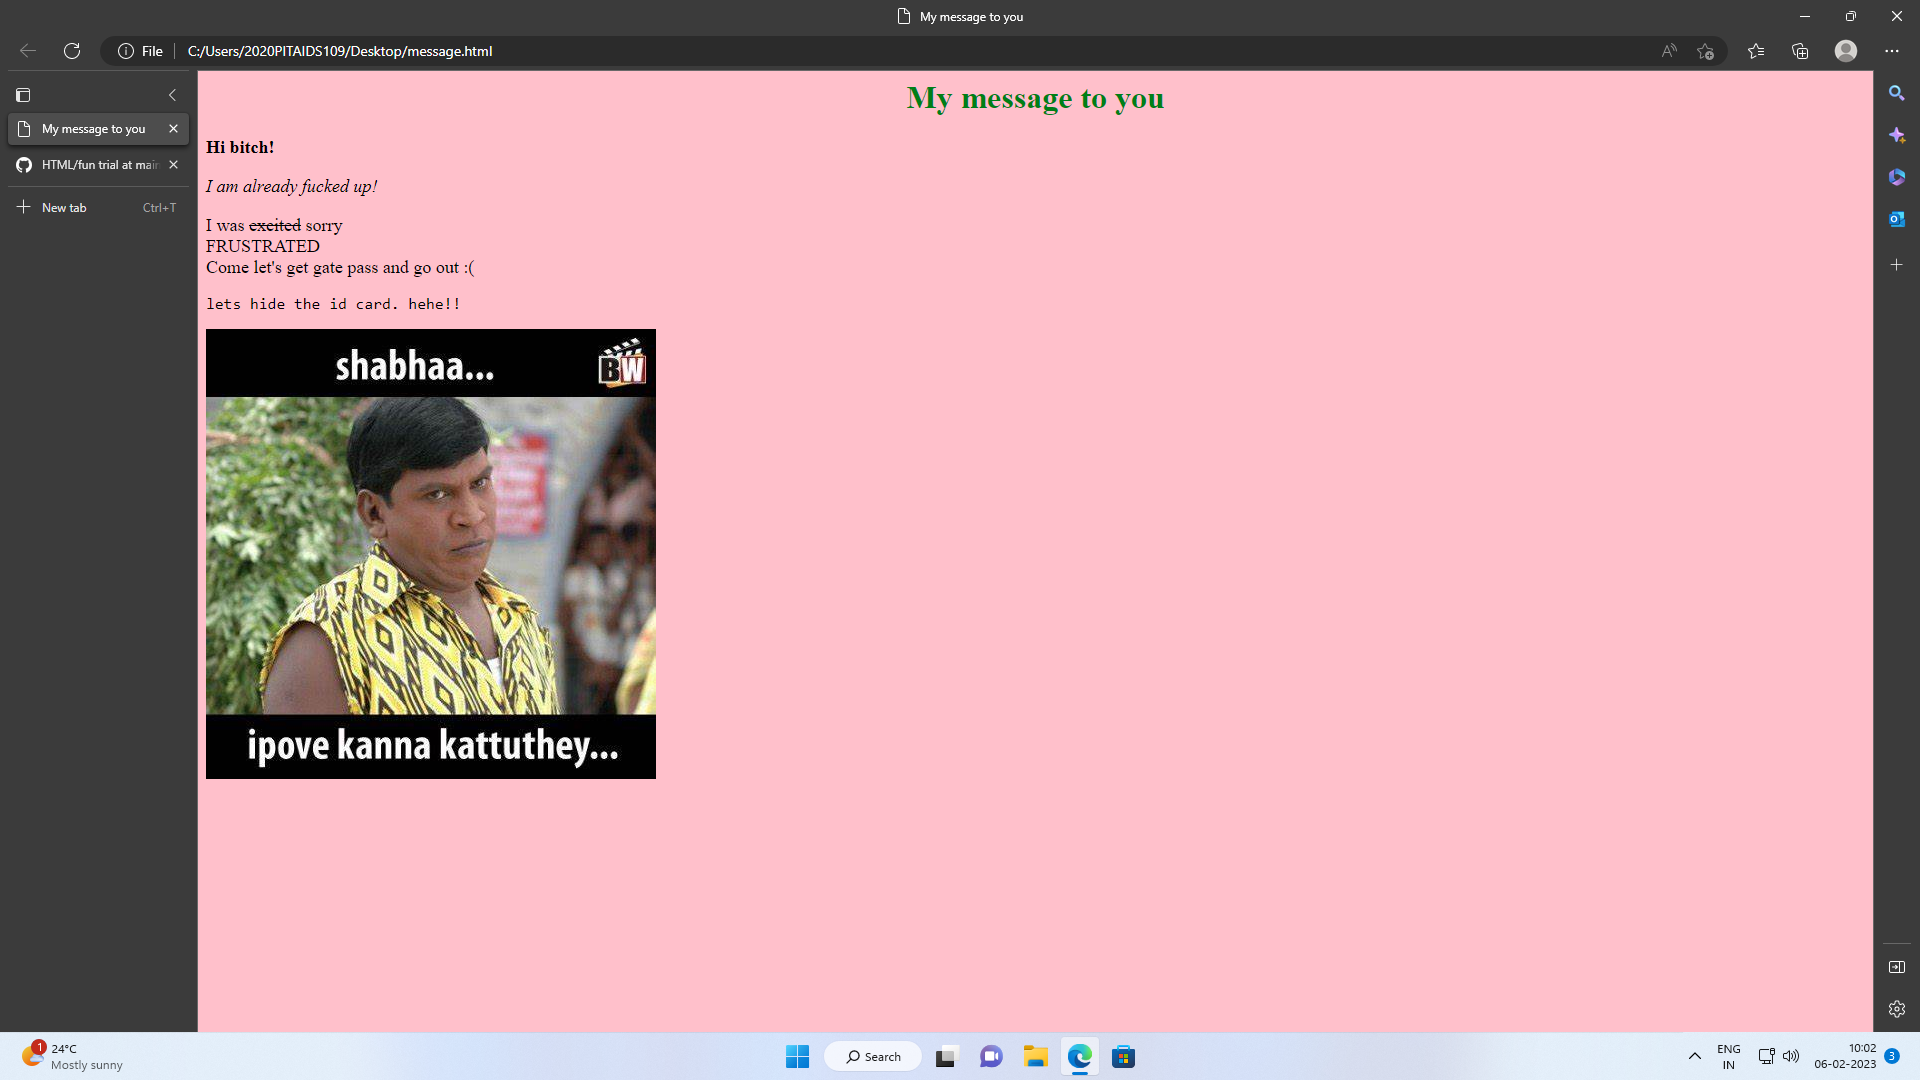 My message to you
File
C:/Users/2020PITAIDS109/Desktop/message.html
My message to you
HTML/fun trial at main
New tab
Ctrl+T
My message to you
Hi bitch!
I am already fucked up!
I was excited sorry
FRUSTRATED
Come let's get gate pass and go out :(
lets hide the id card. hehe!!
shabhaa...
BW
ipove kanna kattuthey...
1
24°C
Mostly sunny
Search
ENG
IN
10:02
06-02-2023
3